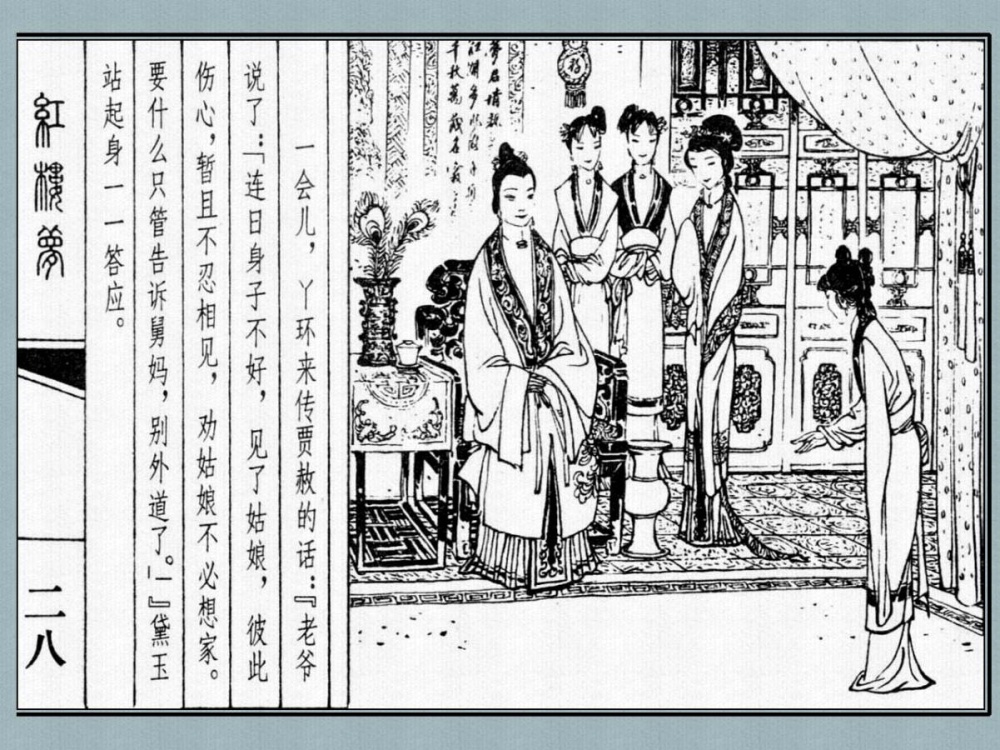 一会儿，丫环来传贾赦的话：『老爷
说了：「连日身子不好，见了姑娘，彼此
伤心，暂且不忍相见，劝姑娘不必想家。
要什么只管告诉舅妈，别外道了。」』黛玉
站起身一一答应。
紅樓夢
二八